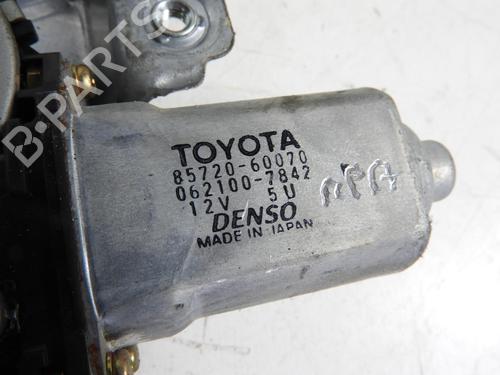 B-PARTS
TOYOTA
85720-60070
062100-7842
12V 5U
DENSO
MADE IN JAPAN